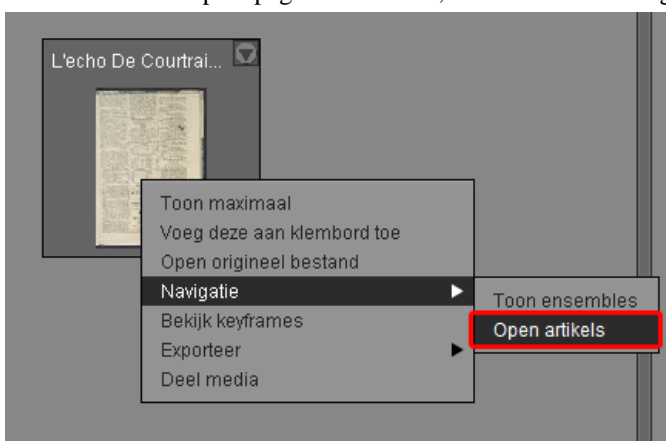 L'echo De Courtrai...
Toon maximaal
Voeg deze aan klembord toe
Open origineel bestand
Navigatie
Toon ensembles
Open artikels
Bekijk keyframes
Exporteer
Deel media